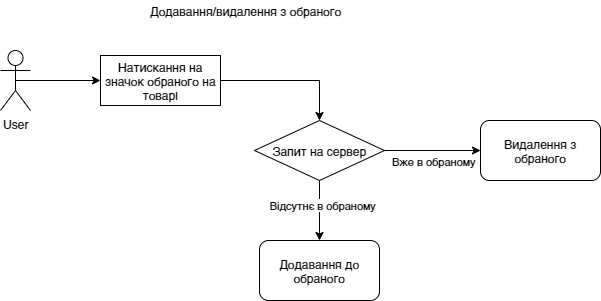 Додавання/видалення з обраного
Натискання на
значок обраного на
товарі
User
Запит на сервер
Вже в обраному
Видалення з
обраного
Відсутнє в обраному
Додавання до
обраного